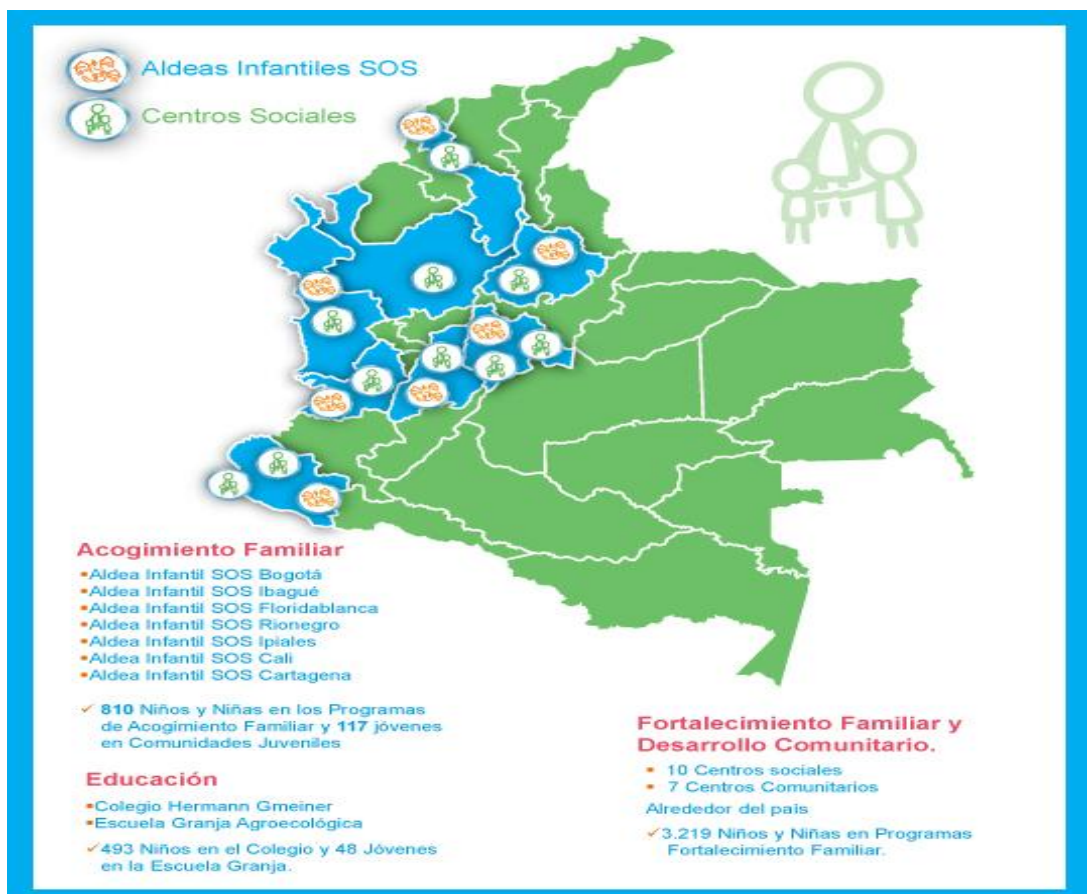 Aldeas Infantiles SOS
Centros Sociales
Acogimiento Familiar
•Aldea Infantil SOS Bogotá
•Aldea Infantil SOS Ibagué
•Aldea Infantil SOS Floridablanca
•Aldea Infantil SOS Rionegro
•Aldea Infantil SOS Ipiales
•Aldea Infantil SOS Cali
•Aldea Infantil SOS Cartagena
✓ 810 Niños y Niñas en los Programas
de Acogimiento Familiar y 117 jóvenes
en Comunidades Juveniles
Educación
•Colegio Hermann Gmeiner
•Escuela Granja Agroecológica
✓493 Niños en el Colegio y 48 Jóvenes
en la Escuela Granja.
Fortalecimiento Familiar y
Desarrollo Comunitario.
• 10 Centros sociales
• 7 Centros Comunitarios
Alrededor del país
✓3.219 Niños y Niñas en Programas
Fortalecimiento Familiar.